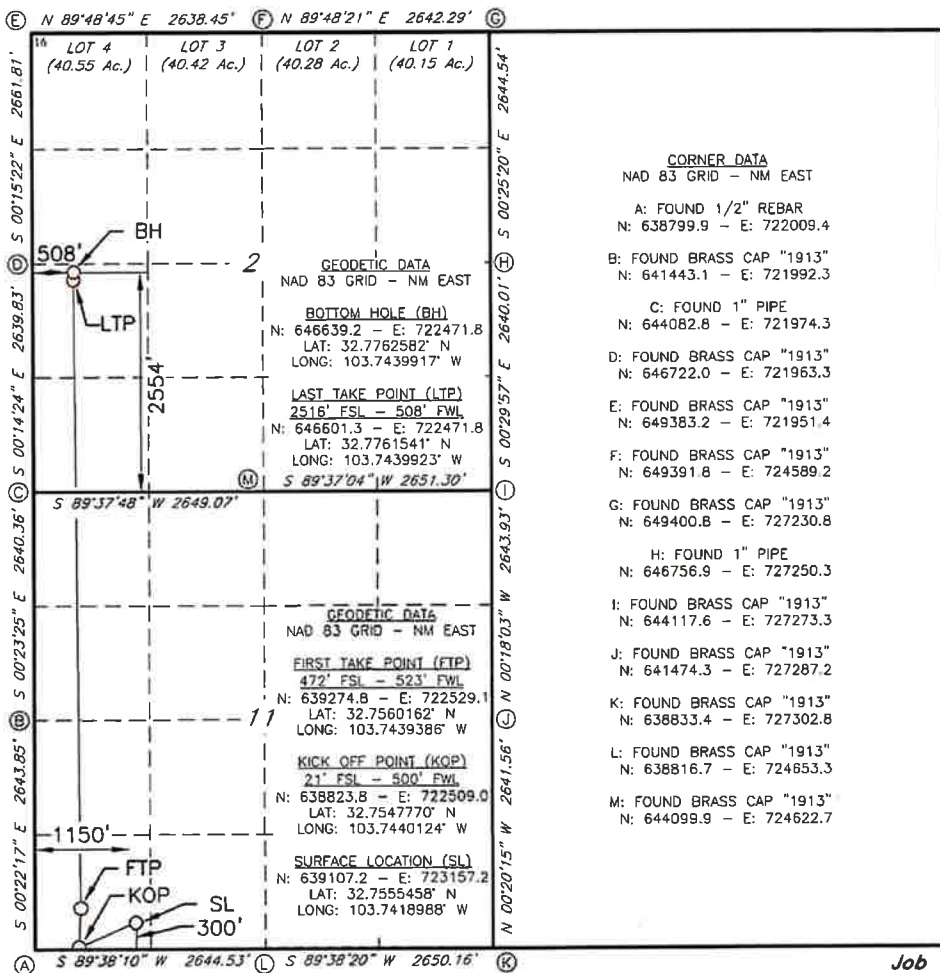 Ⓔ N 89°48'45" E 2638.45' Ⓕ N 89°48'21" E 2642.29' Ⓖ
16
LOT 4 LOT 3 LOT 2 LOT 1
(40.55 Ac.) (40.42 Ac.) (40.28 Ac.) (40.15 Ac.)
S 00°15'22" E 2661.81'
S 00°25'20" E 2644.54'
BH
508'
Ⓓ
2
Ⓗ
LTP
2554'
S 00°14'24" E 2639.83'
S 00°29'57" E 2640.01'
GEODETIC DATA
NAD 83 GRID - NM EAST
BOTTOM HOLE (BH)
N: 646639.2 - E: 722471.8
LAT: 32.7762582° N
LONG: 103.7439917° W
LAST TAKE POINT (LTP)
2516' FSL - 508' FWL
N: 646601.3 - E: 722471.8
LAT: 32.7761541° N
LONG: 103.7439923° W
Ⓜ S 89°37'04" W 2651.30'
Ⓒ
Ⓘ
S 89°37'48" W 2649.07'
S 00°23'25" E 2640.36'
N 00°18'03" W 2643.93'
GEODETIC DATA
NAD 83 GRID - NM EAST
FIRST TAKE POINT (FTP)
472' FSL - 523' FWL
N: 639274.8 - E: 722529.1
LAT: 32.7560162° N
LONG: 103.7439386° W
Ⓑ
11
Ⓙ
KICK OFF POINT (KOP)
21' FSL - 500' FWL
N: 638823.8 - E: 722509.0
LAT: 32.7547770° N
LONG: 103.7440124° W
SURFACE LOCATION (SL)
N: 639107.2 - E: 723157.2
LAT: 32.7555458° N
LONG: 103.7418988° W
S 00°22'17" E 2643.85'
N 00°20'15" W 2641.56'
1150'
FTP
KOP
SL
300'
Ⓐ S 89°38'10" W 2644.53' Ⓛ S 89°38'20" W 2650.16' Ⓚ
CORNER DATA
NAD 83 GRID - NM EAST
A: FOUND 1/2" REBAR
N: 638799.9 - E: 722009.4
B: FOUND BRASS CAP "1913"
N: 641443.1 - E: 721992.3
C: FOUND 1" PIPE
N: 644082.8 - E: 721974.3
D: FOUND BRASS CAP "1913"
N: 646722.0 - E: 721963.3
E: FOUND BRASS CAP "1913"
N: 649383.2 - E: 721951.4
F: FOUND BRASS CAP "1913"
N: 649391.8 - E: 724589.2
G: FOUND BRASS CAP "1913"
N: 649400.8 - E: 727230.8
H: FOUND 1" PIPE
N: 646756.9 - E: 727250.3
I: FOUND BRASS CAP "1913"
N: 644117.6 - E: 727273.3
J: FOUND BRASS CAP "1913"
N: 641474.3 - E: 727287.2
K: FOUND BRASS CAP "1913"
N: 638833.4 - E: 727302.8
L: FOUND BRASS CAP "1913"
N: 638816.7 - E: 724653.3
M: FOUND BRASS CAP "1913"
N: 644099.9 - E: 724622.7
Job